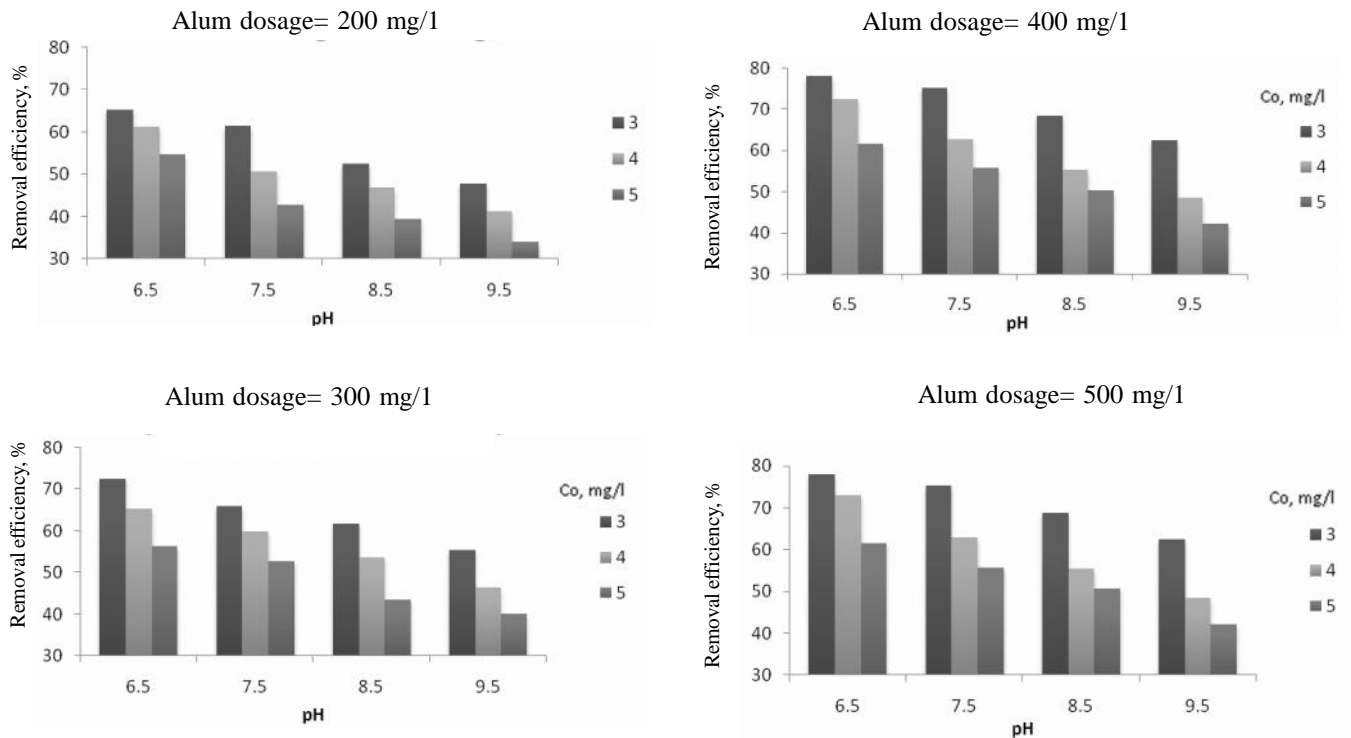 Alum dosage= 200 mg/1
80
70
60
50
40
30
Removal efficiency, %
6.5 7.5 8.5 9.5
pH
3
4
5
Alum dosage= 400 mg/1
80
70
60
50
40
30
Removal efficiency, %
6.5 7.5 8.5 9.5
pH
Co, mg/l
3
4
5
Alum dosage= 300 mg/1
80
70
60
50
40
30
Removal efficiency, %
6.5 7.5 8.5 9.5
pH
Co, mg/l
3
4
5
Alum dosage= 500 mg/1
80
70
60
50
40
30
Removal efficiency, %
6.5 7.5 8.5 9.5
pH
Co, mg/l
3
4
5